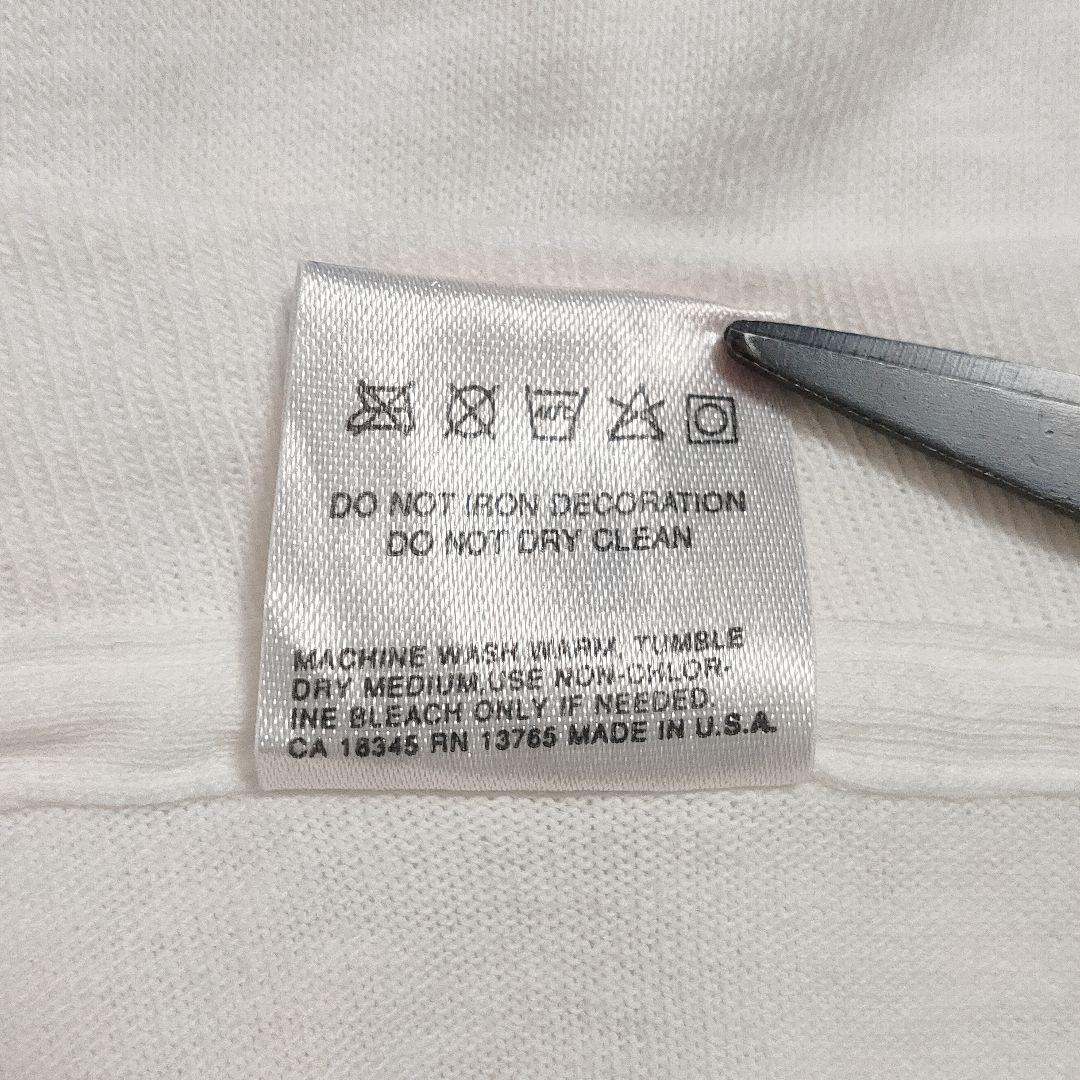 40°C
DO NOT IRON DECORATION
DO NOT DRY CLEAN
MACHINE WASH WARM, TUMBLE
DRY MEDIUM, USE NON-CHLOR-
INE BLEACH ONLY IF NEEDED.
CA 18345 RN 13765 MADE IN U.S.A.